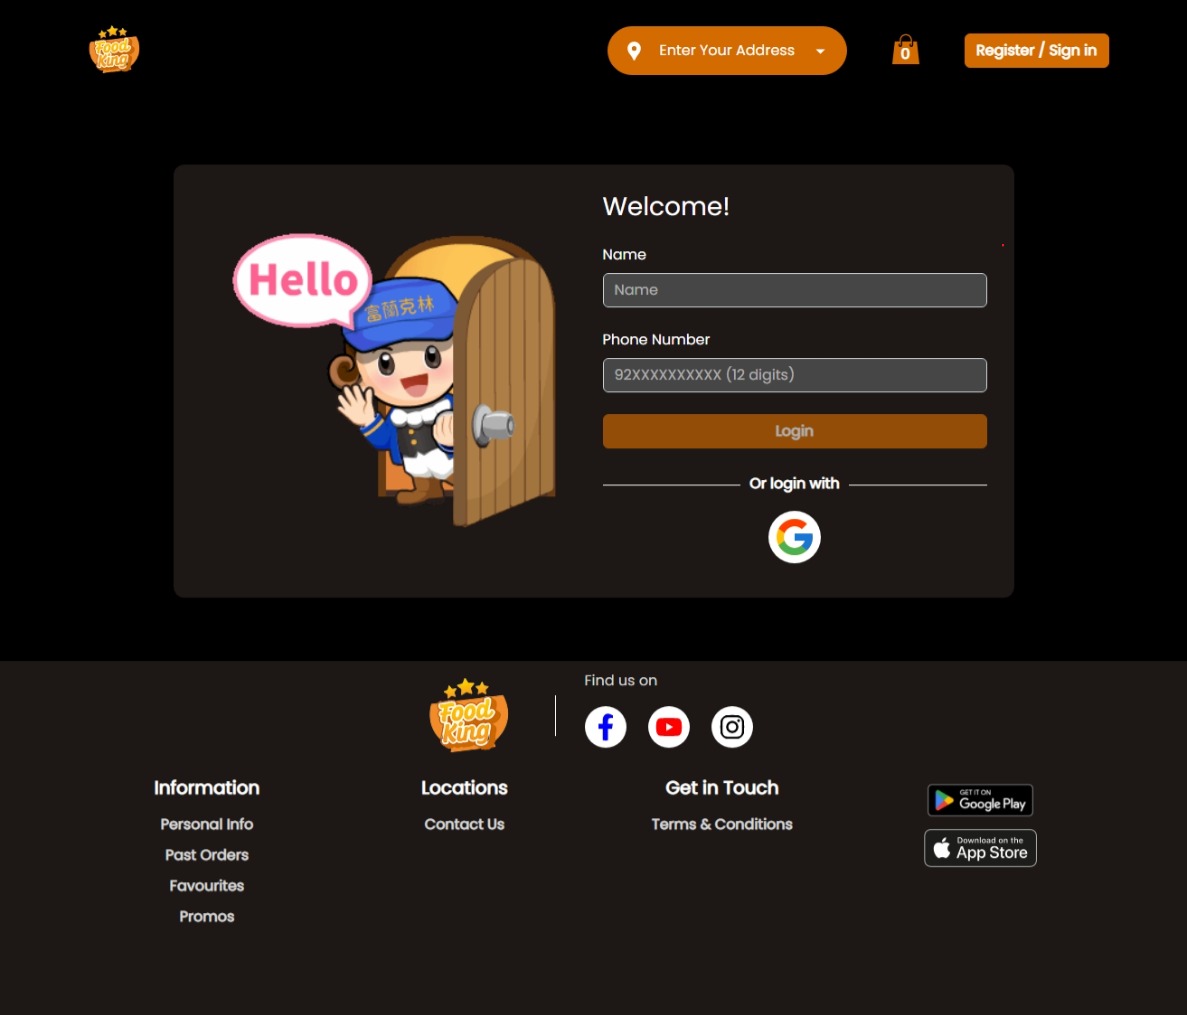 Food
King
Enter Your Address
0
Register / Sign in
Welcome!
Hello
富蘭克林
Name
Name
Phone Number
92XXXXXXXXXX (12 digits)
Login
Or login with
Food
King
Find us on
Information
Locations
Get in Touch
Personal Info
Contact Us
Terms & Conditions
Past Orders
Favourites
Promos
GET IT ON
Google Play
Download on the
App Store